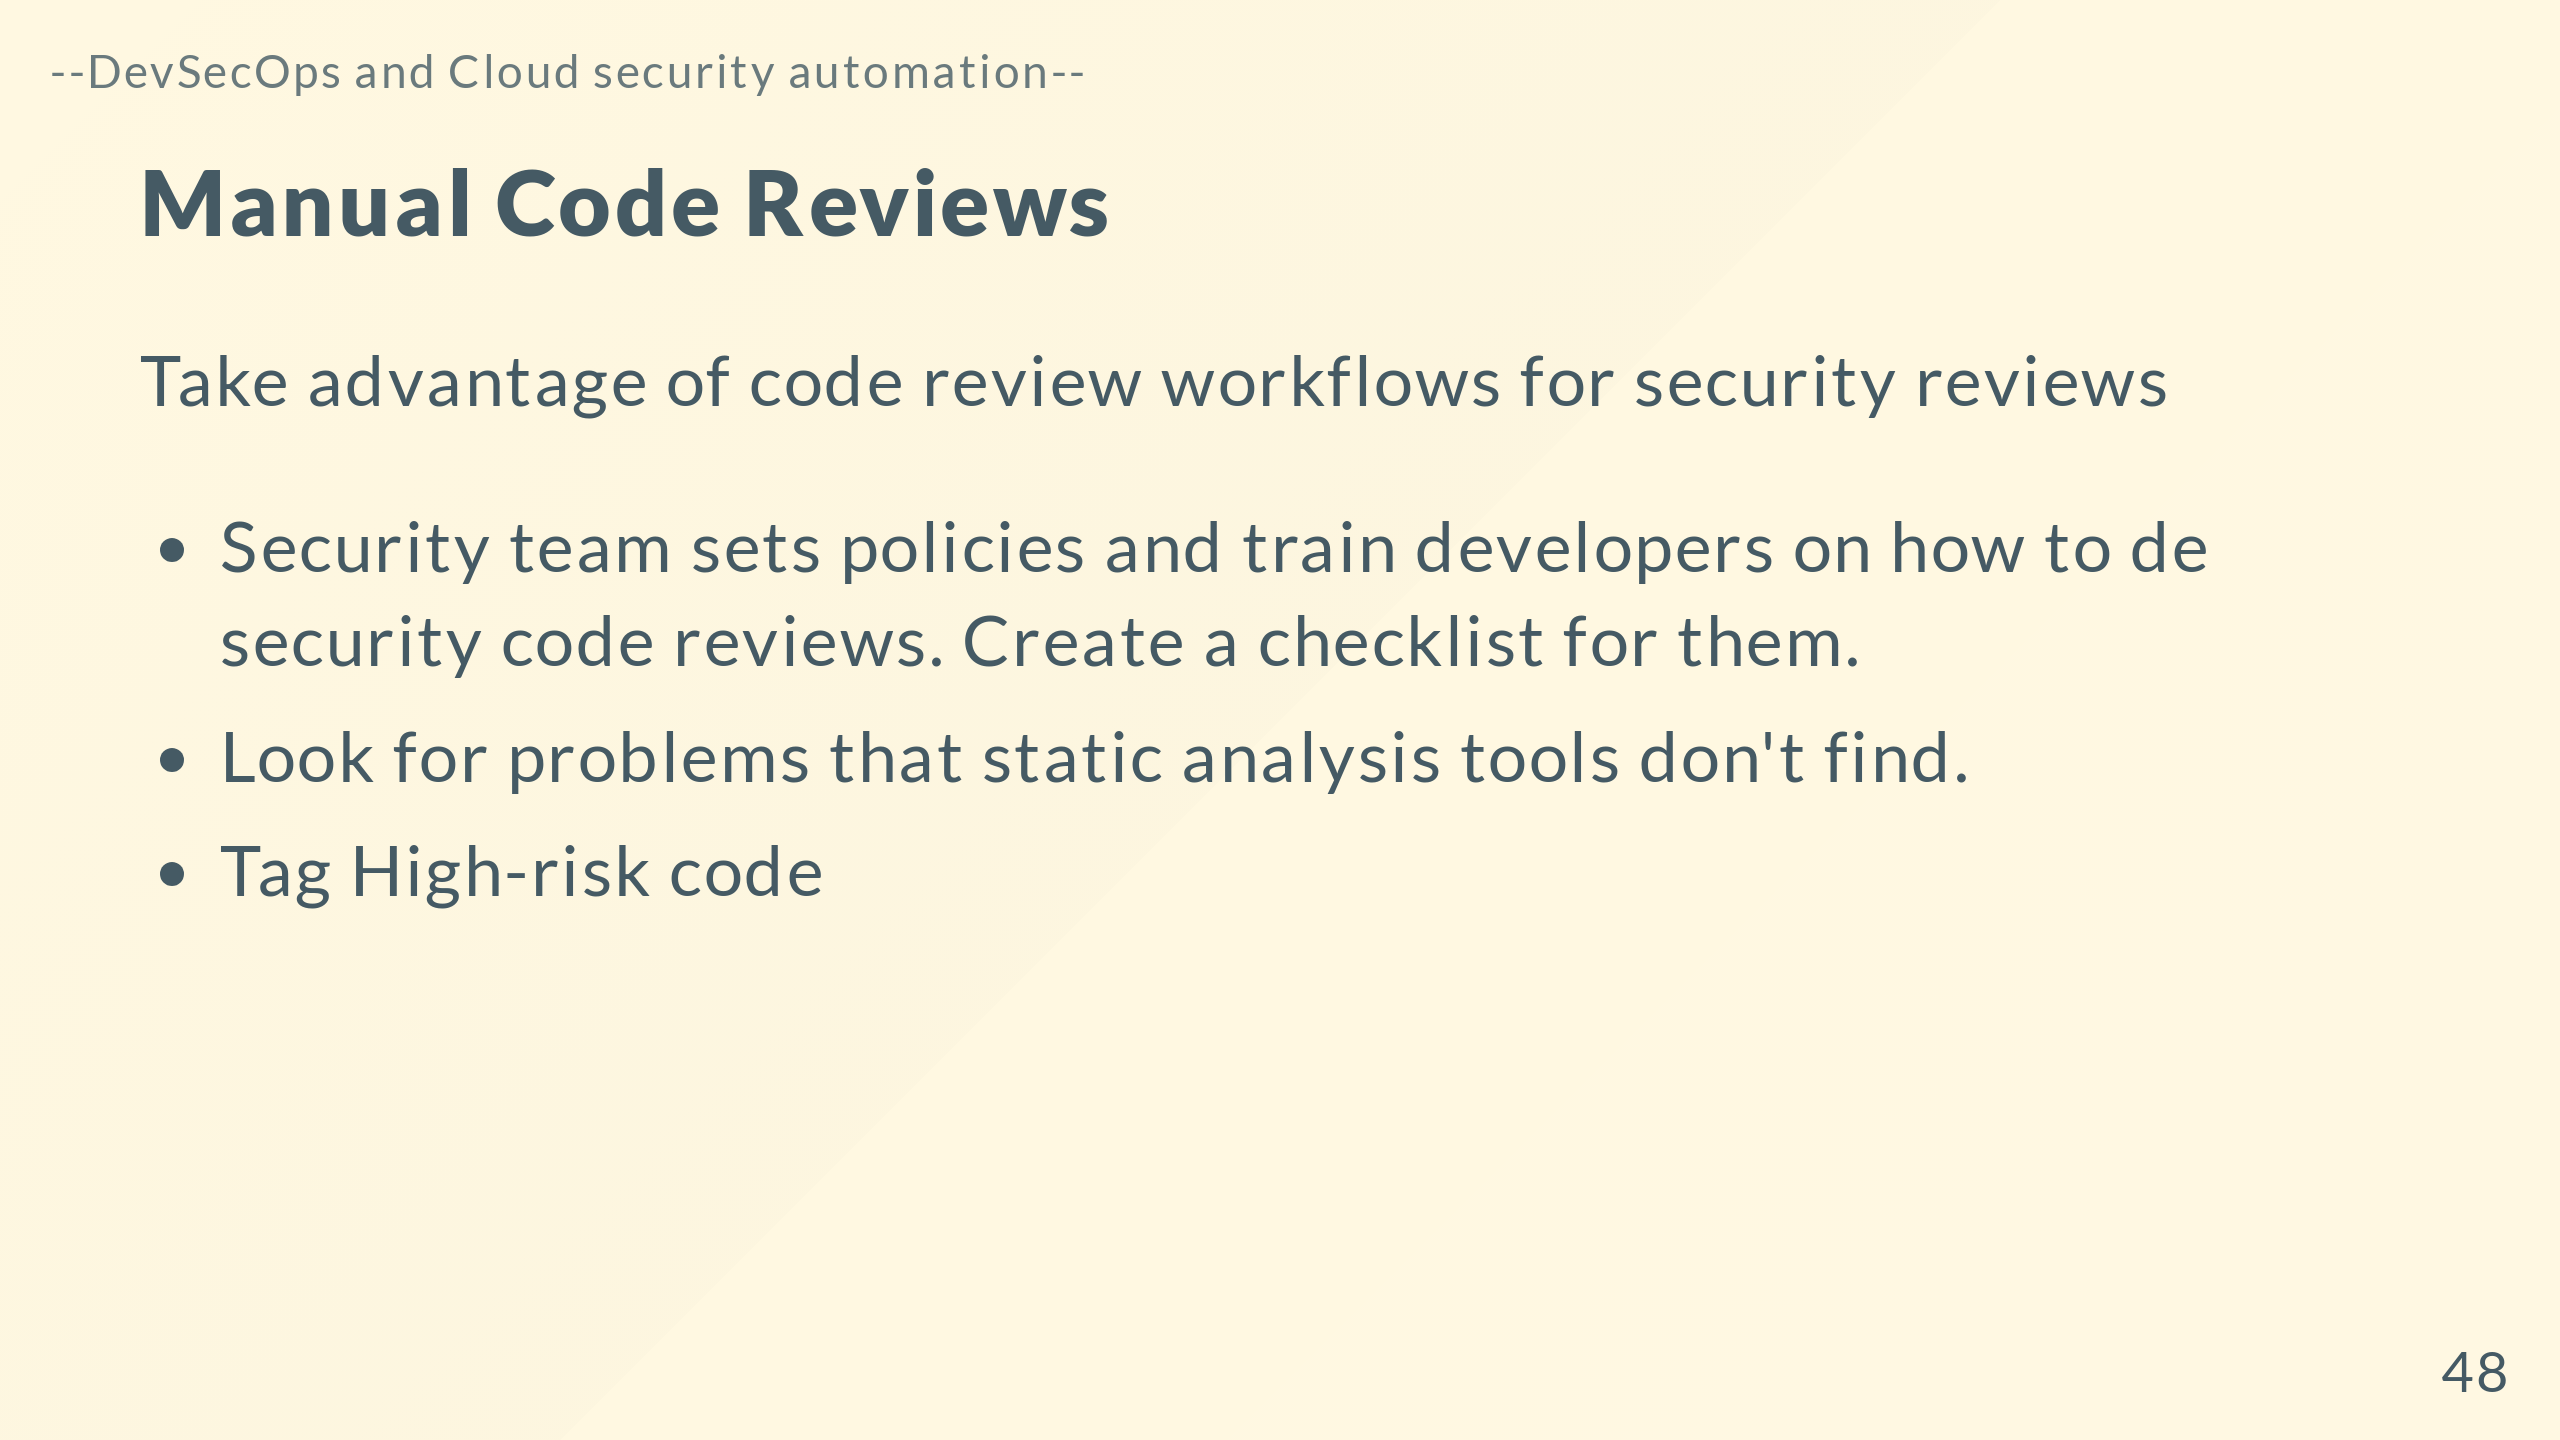 --DevSecOps and Cloud security automation--
Manual Code Reviews
Take advantage of code review workflows for security reviews
• Security team sets policies and train developers on how to de
security code reviews. Create a checklist for them.
• Look for problems that static analysis tools don't find.
• Tag High-risk code
48